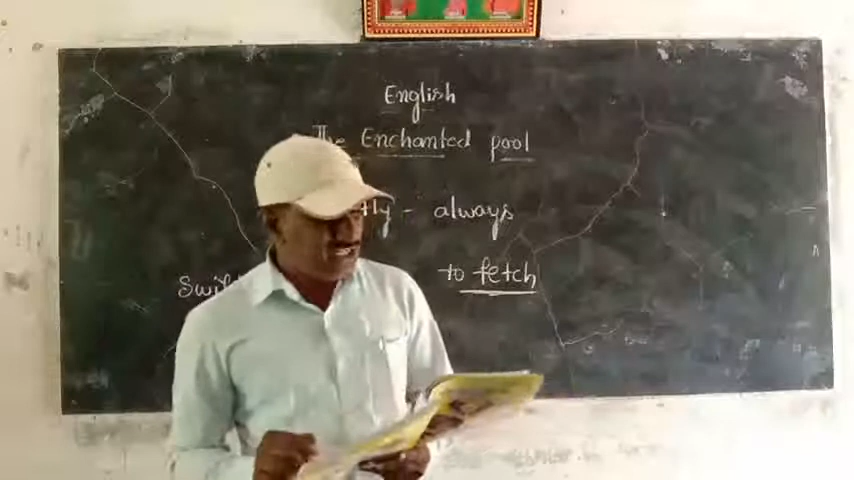 English
The Enchanted pool
always
to fetch